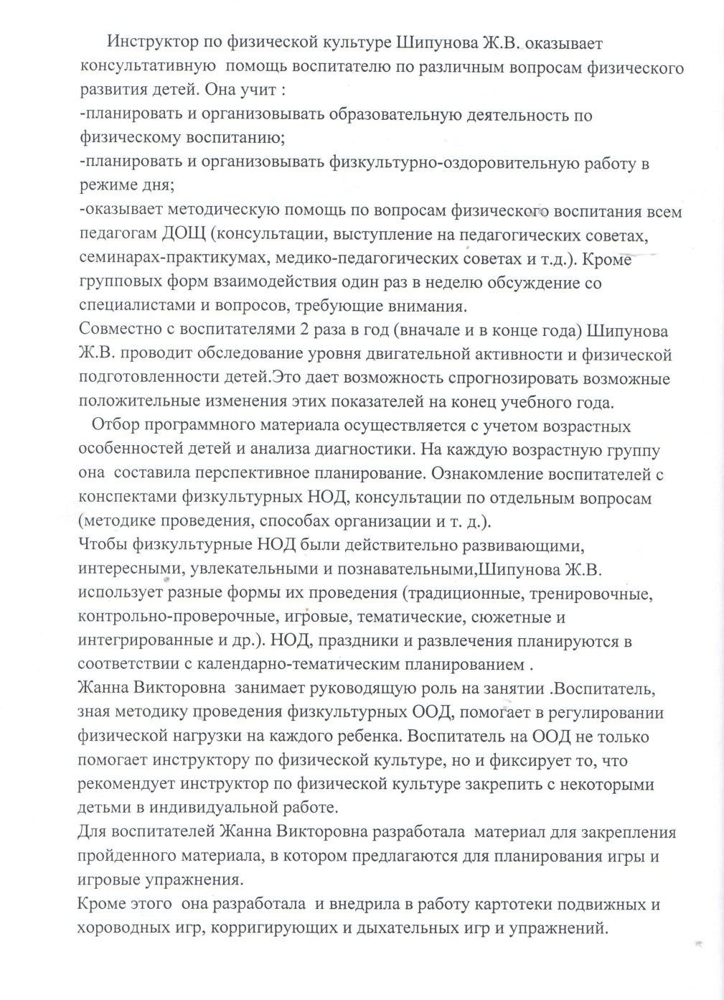 Инструктор по физической культуре Шипунова Ж.В. оказывает
консультативную  помощь воспитателю по различным вопросам физического
развития детей. Она учит :
-планировать и организовывать образовательную деятельность по
физическому воспитанию;
-планировать и организовывать физкультурно-оздоровительную работу в
режиме дня;
-оказывает методическую помощь по вопросам физического воспитания всем
педагогам ДОЩ (консультации, выступление на педагогических советах,
семинарах-практикумах, медико-педагогических советах и т.д.). Кроме
групповых форм взаимодействия один раз в неделю обсуждение со
специалистами и вопросов, требующие внимания.
Совместно с воспитателями 2 раза в год (вначале и в конце года) Шипунова
Ж.В. проводит обследование уровня двигательной активности и физической
подготовленности детей.Это дает возможность спрогнозировать возможные
положительные изменения этих показателей на конец учебного года.
Отбор программного материала осуществляется с учетом возрастных
особенностей детей и анализа диагностики. На каждую возрастную группу
она  составила перспективное планирование. Ознакомление воспитателей с
конспектами физкультурных НОД, консультации по отдельным вопросам
(методике проведения, способах организации и т. д.).
Чтобы физкультурные НОД были действительно развивающими,
интересными, увлекательными и познавательными,Шипунова Ж.В.
использует разные формы их проведения (традиционные, тренировочные,
контрольно-проверочные, игровые, тематические, сюжетные и
интегрированные и др.). НОД, праздники и развлечения планируются в
соответствии с календарно-тематическим планированием .
Жанна Викторовна  занимает руководящую роль на занятии .Воспитатель,
зная методику проведения физкультурных ООД, помогает в регулировании
физической нагрузки на каждого ребенка. Воспитатель на ООД не только
помогает инструктору по физической культуре, но и фиксирует то, что
рекомендует инструктор по физической культуре закрепить с некоторыми
детьми в индивидуальной работе.
Для воспитателей Жанна Викторовна разработала  материал для закрепления
пройденного материала, в котором предлагаются для планирования игры и
игровые упражнения.
Кроме этого  она разработала  и внедрила в работу картотеки подвижных и
хороводных игр, корригирующих и дыхательных игр и упражнений.